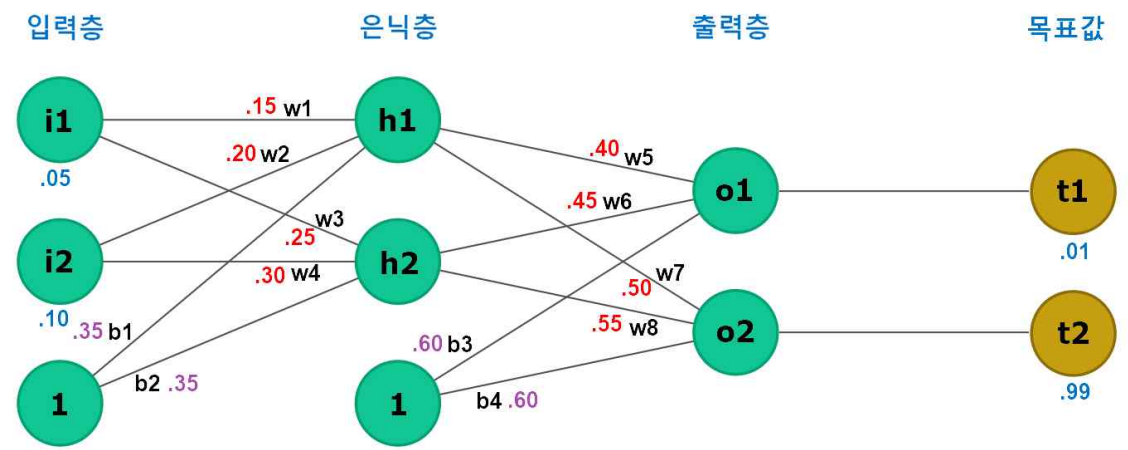 입력층 은닉층 출력층 목표값
i1 .15 w1 h1
.20 w2 .40 w5
.05 o1 t1
w3 .45 w6
.25 .01
i2 h2
.30 w4 w7
.50
.10 .55 w8 o2 t2
.35 b1 .60 b3
b2 .35 b4 .60 .99
1 1